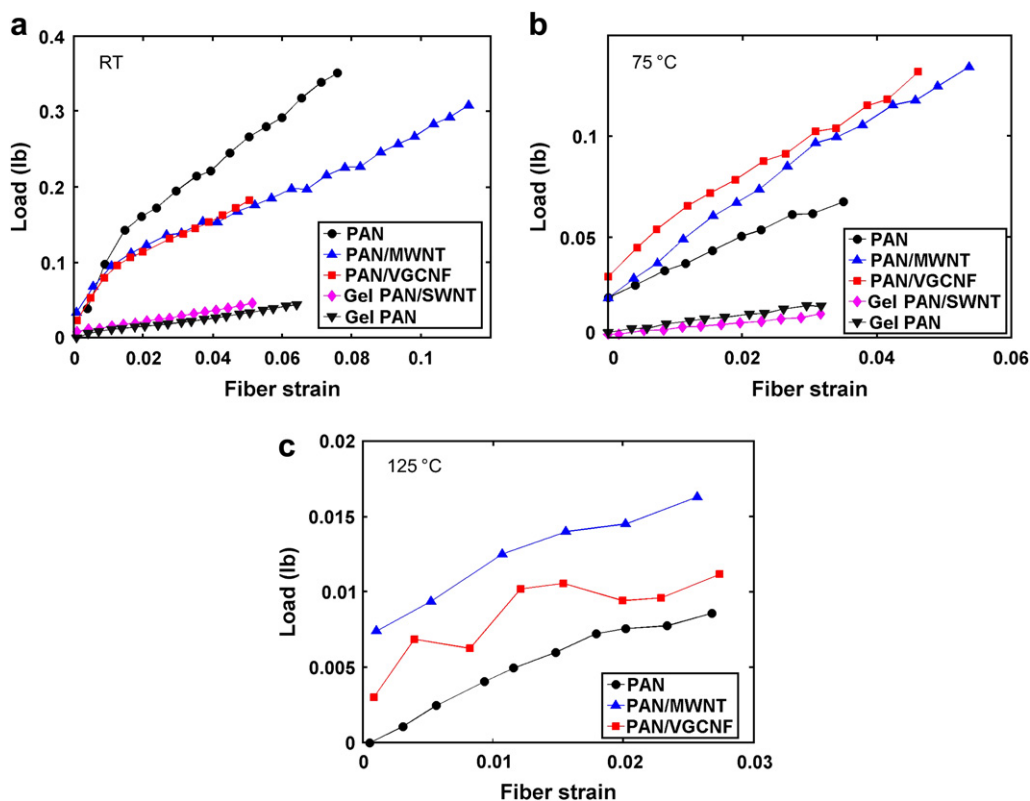 a
RT
0.4
0.3
0.2
0.1
0
Load (lb)
0 0.02 0.04 0.06 0.08 0.1
Fiber strain
PAN
PAN/MWNT
PAN/VGCNF
Gel PAN/SWNT
Gel PAN
b
75 °C
0.1
0.05
0
Load (lb)
0 0.02 0.04 0.06
Fiber strain
PAN
PAN/MWNT
PAN/VGCNF
Gel PAN/SWNT
Gel PAN
c
125 °C
0.02
0.015
0.01
0.005
0
Load (lb)
0 0.01 0.02 0.03
Fiber strain
PAN
PAN/MWNT
PAN/VGCNF